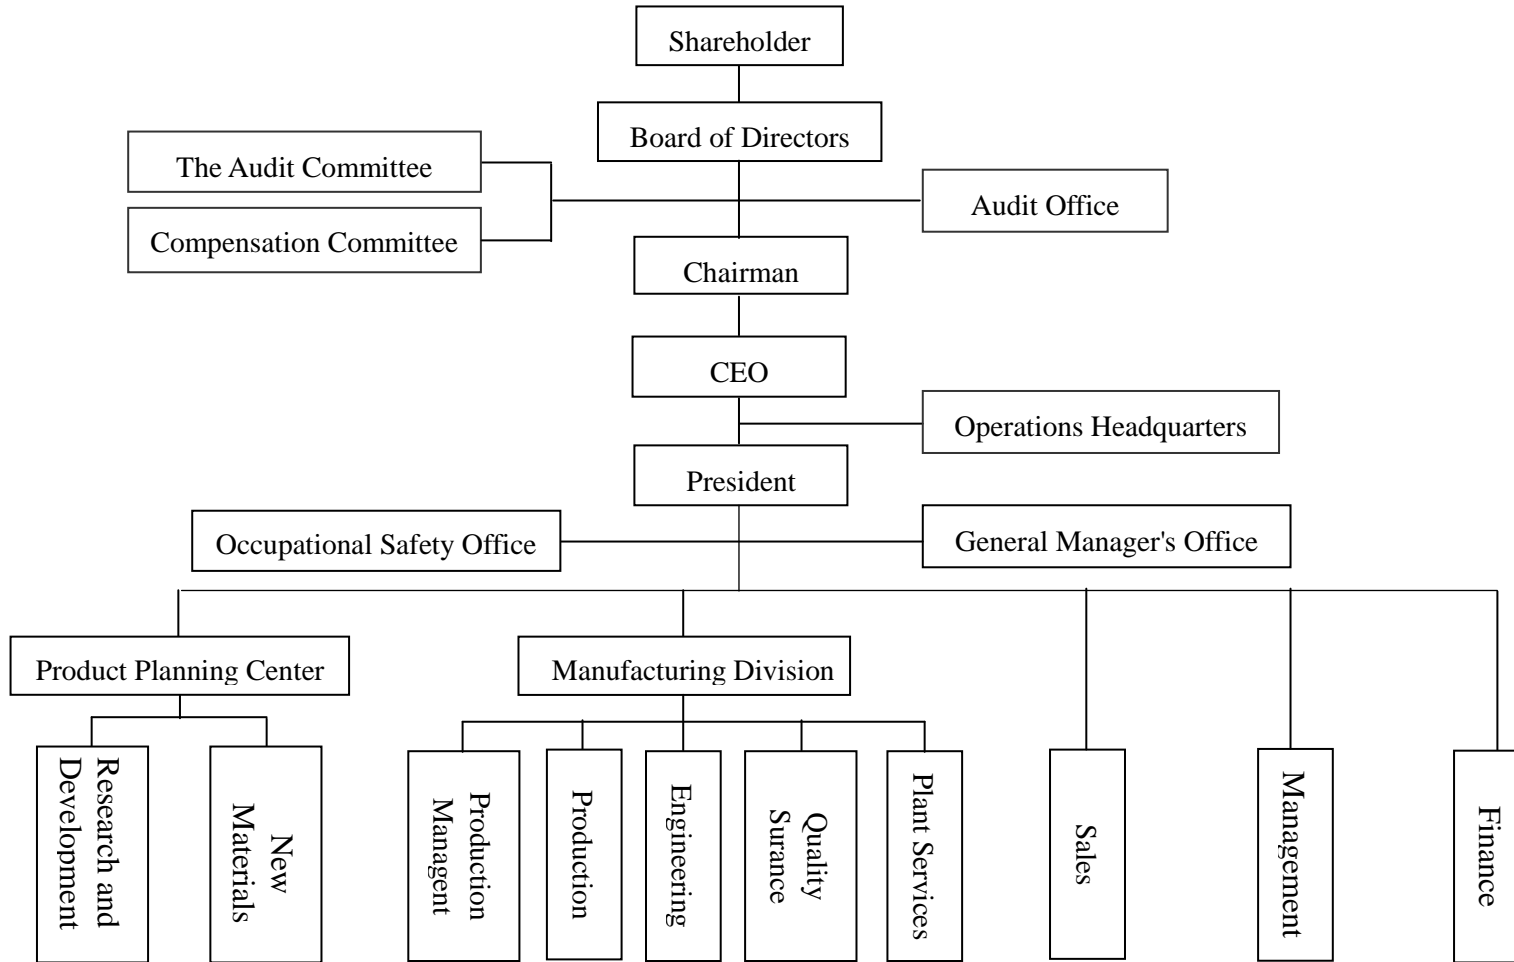 Shareholder
Board of Directors
The Audit Committee
Audit Office
Compensation Committee
Chairman
CEO
Operations Headquarters
President
Occupational Safety Office
General Manager's Office
Product Planning Center
Manufacturing Division
Research and
Development
New
Materials
Production
Managent
Production
Engineering
Quality
Surance
Plant Services
Sales
Management
Finance